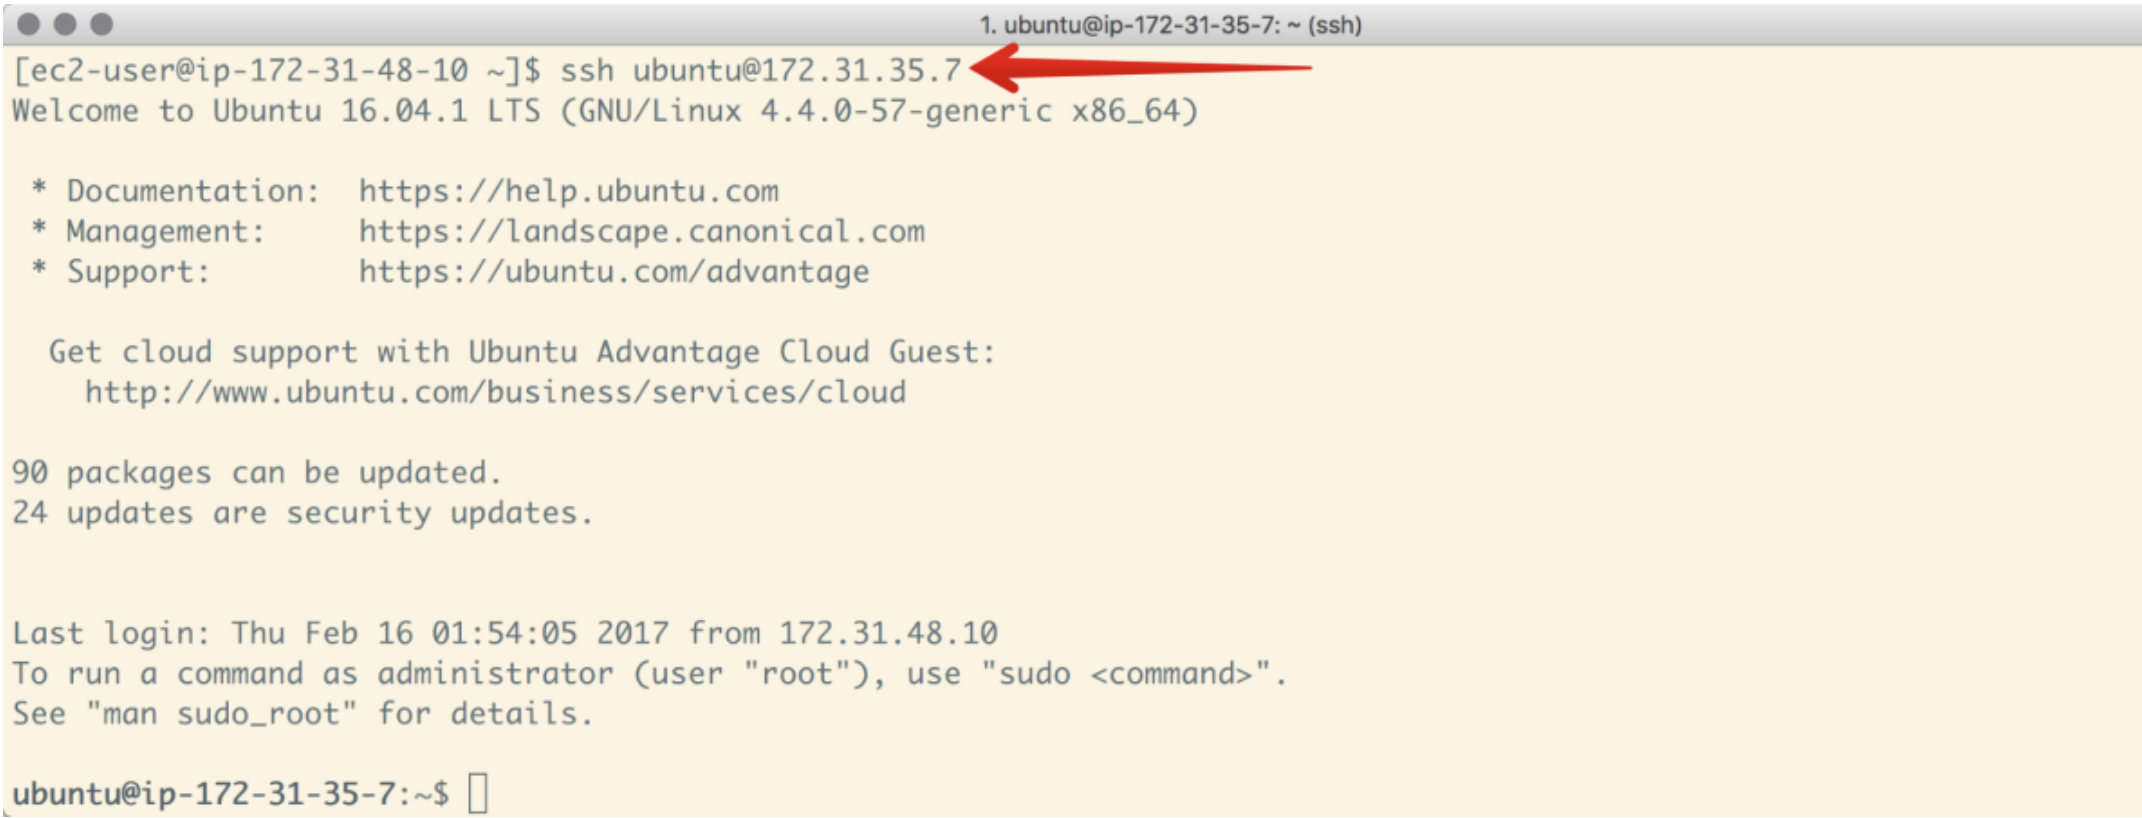 1. ubuntu@ip-172-31-35-7: ~ (ssh)
[ec2-user@ip-172-31-48-10 ~]$ ssh ubuntu@172.31.35.7
Welcome to Ubuntu 16.04.1 LTS (GNU/Linux 4.4.0-57-generic x86_64)
* Documentation:  https://help.ubuntu.com
* Management:     https://landscape.canonical.com
* Support:        https://ubuntu.com/advantage
Get cloud support with Ubuntu Advantage Cloud Guest:
http://www.ubuntu.com/business/services/cloud
90 packages can be updated.
24 updates are security updates.
Last login: Thu Feb 16 01:54:05 2017 from 172.31.48.10
To run a command as administrator (user "root"), use "sudo <command>".
See "man sudo_root" for details.
ubuntu@ip-172-31-35-7:~$